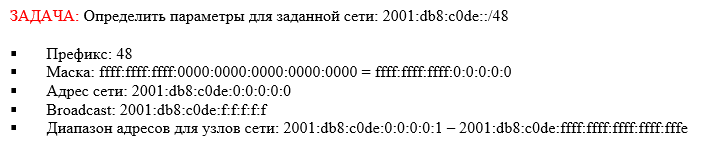 ЗАДАЧА: Определить параметры для заданной сети: 2001:db8:c0de::/48
▪ Префикс: 48
▪ Маска: ffff:ffff:ffff:0000:0000:0000:0000:0000 = ffff:ffff:ffff:0:0:0:0:0
▪ Адрес сети: 2001:db8:c0de:0:0:0:0:0
▪ Broadcast: 2001:db8:c0de:f:f:f:f:f
▪ Диапазон адресов для узлов сети: 2001:db8:c0de:0:0:0:0:1 – 2001:db8:c0de:ffff:ffff:ffff:ffff:fffe